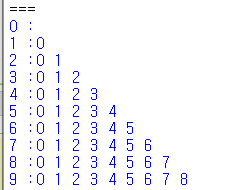 ===
0 :
1 :0
2 :0 1
3 :0 1 2
4 :0 1 2 3
5 :0 1 2 3 4
6 :0 1 2 3 4 5
7 :0 1 2 3 4 5 6
8 :0 1 2 3 4 5 6 7
9 :0 1 2 3 4 5 6 7 8